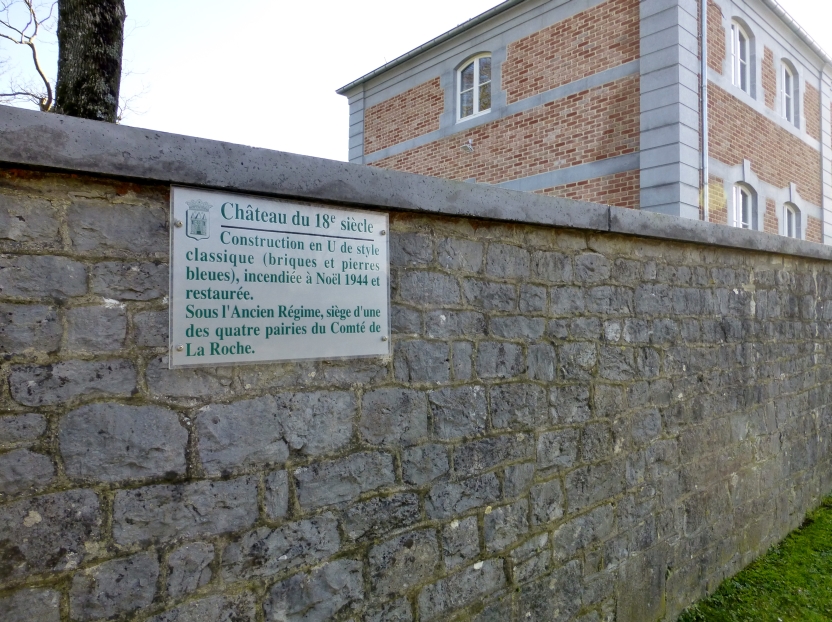 Château du 18e siècle
Construction en U de style
classique (briques et pierres
bleues), incendiée à Noël 1944 et
restaurée.
Sous l'Ancien Régime, siège d'une
des quatre pairies du Comté de
La Roche.